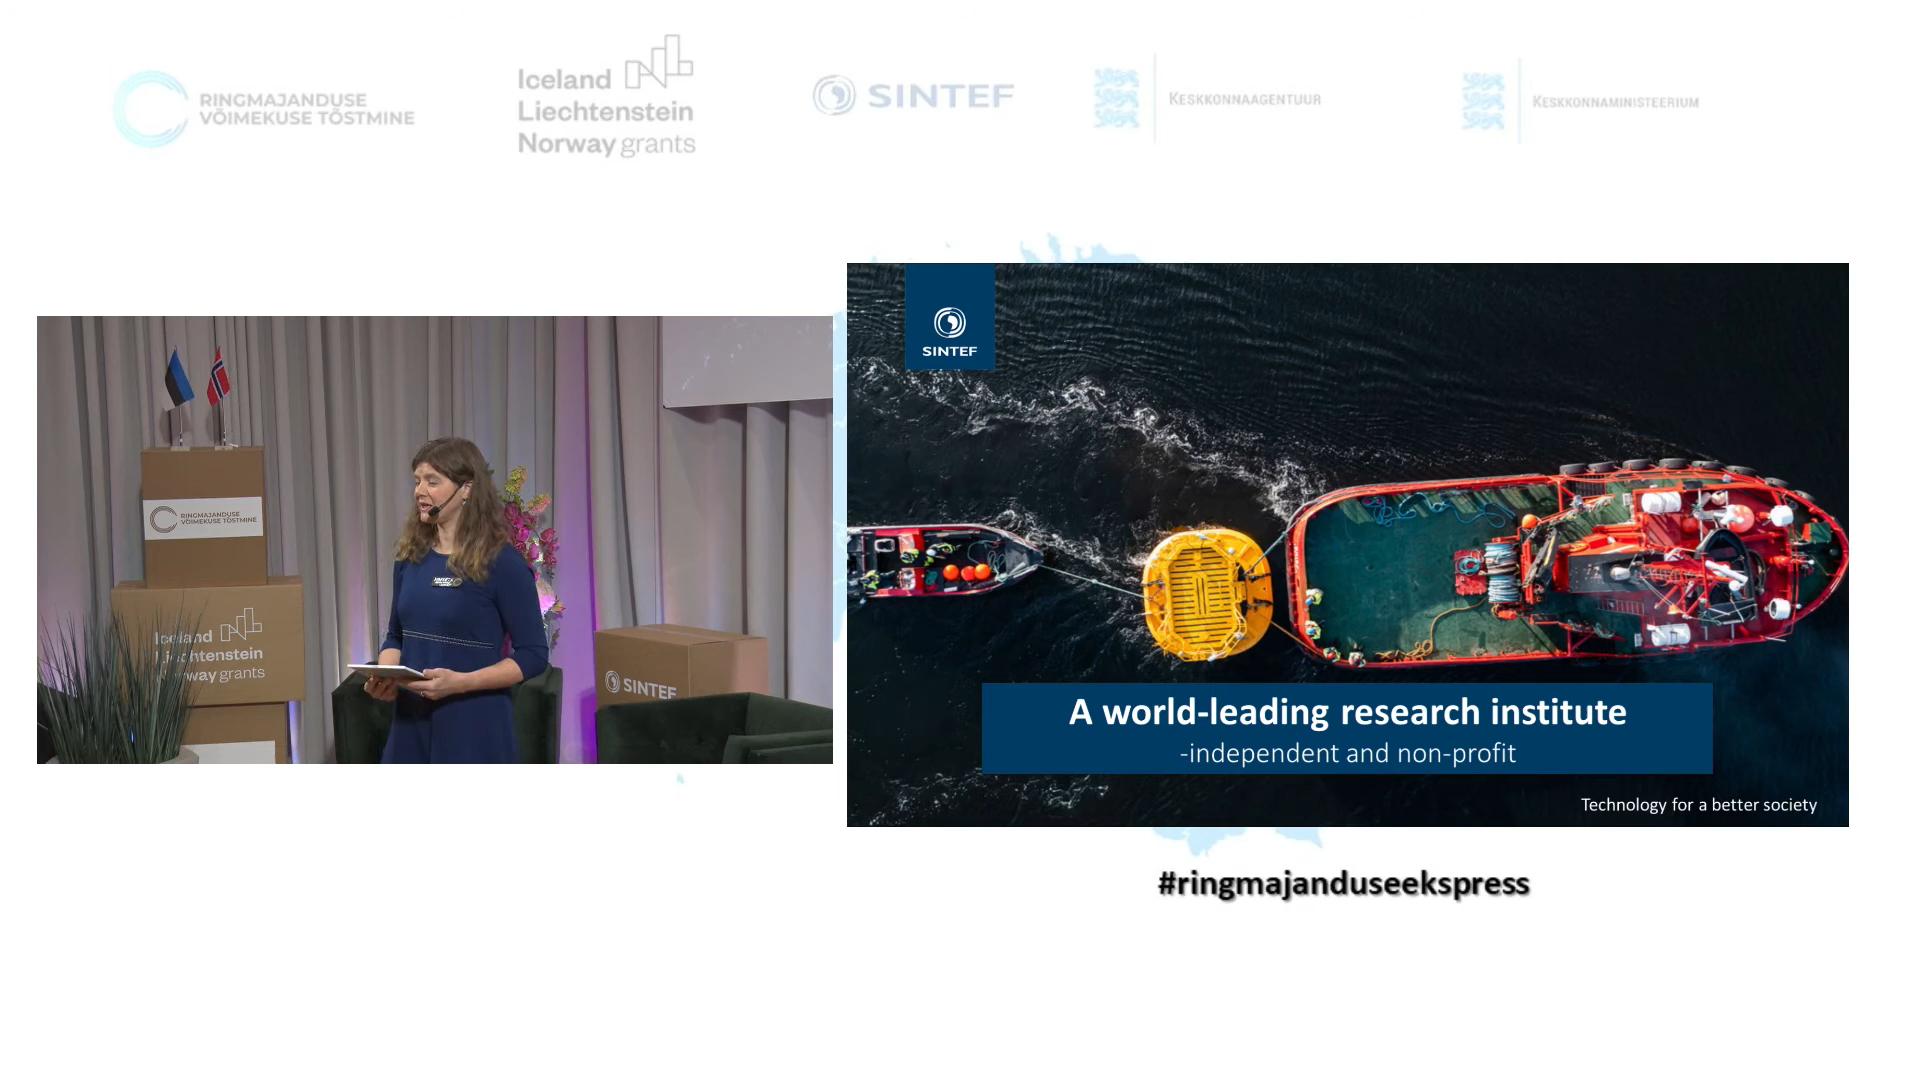 RINGMAJANDUSE
VÕIMEKUSE TÕSTMINE
Iceland
Liechtenstein
Norway grants
SINTEF
KESKKONNAAGENTUUR
KESKKONNAMINISTEERIUM
RINGMAJANDUSE
VÕIMEKUSE TÕSTMINE
Iceland
Liechtenstein
Norway grants
SINTEF
SINTEF
A world-leading research institute
-independent and non-profit
Technology for a better society
#ringmajanduseekspress